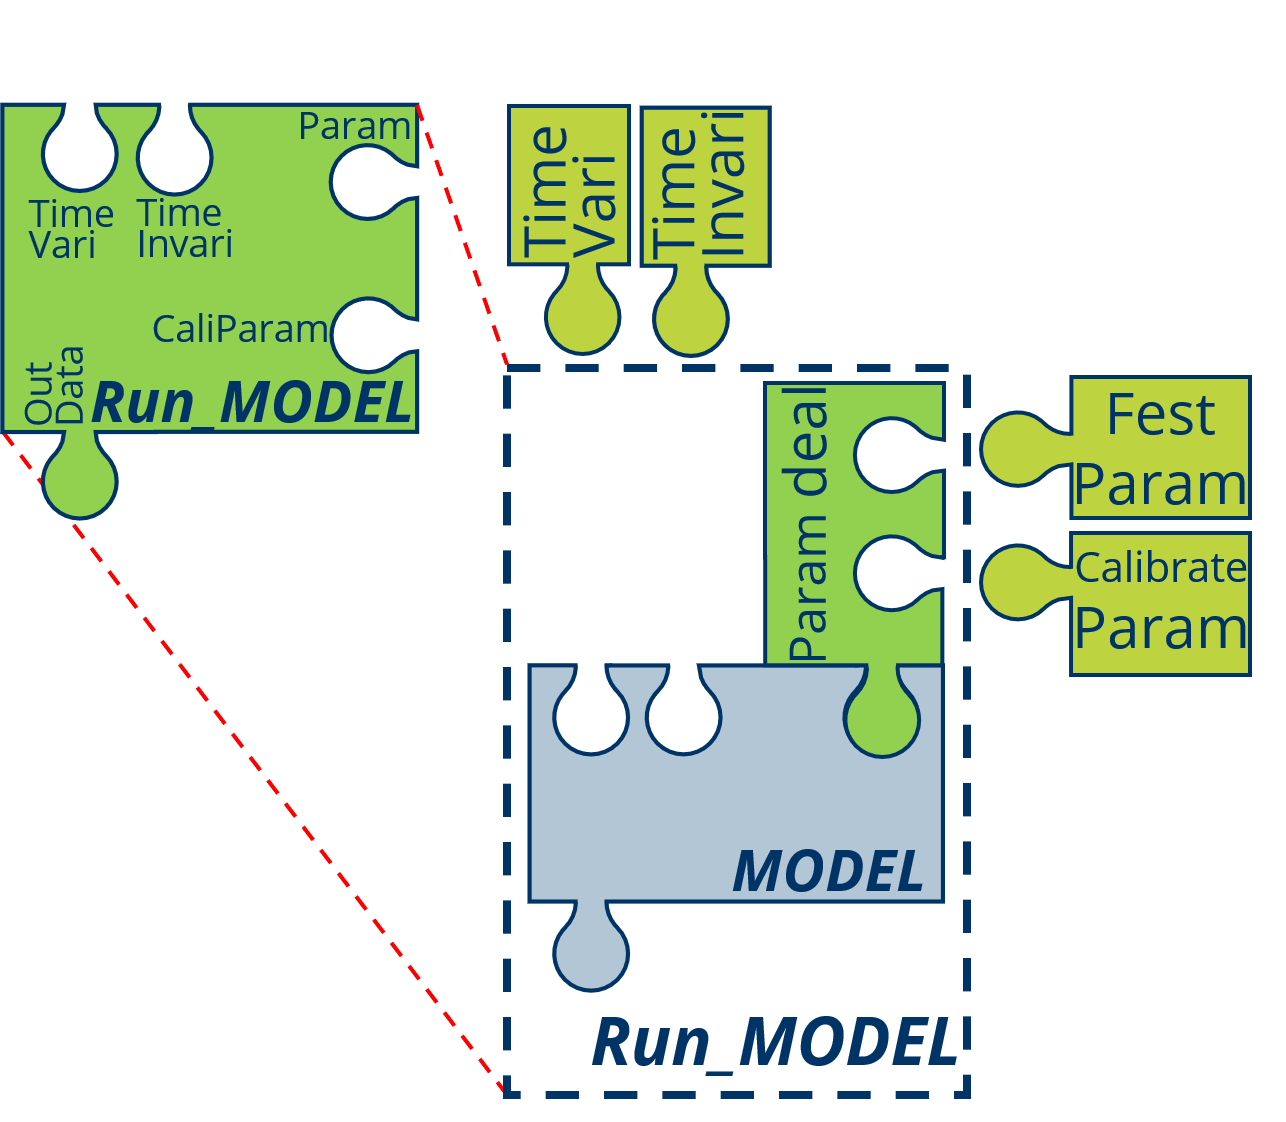 Param
Time
Vari
Time
Invari
CaliParam
Out
Data
Run_MODEL
Time
Vari
Time
Invari
Param deal
Fest
Param
Calibrate
Param
MODEL
Run_MODEL